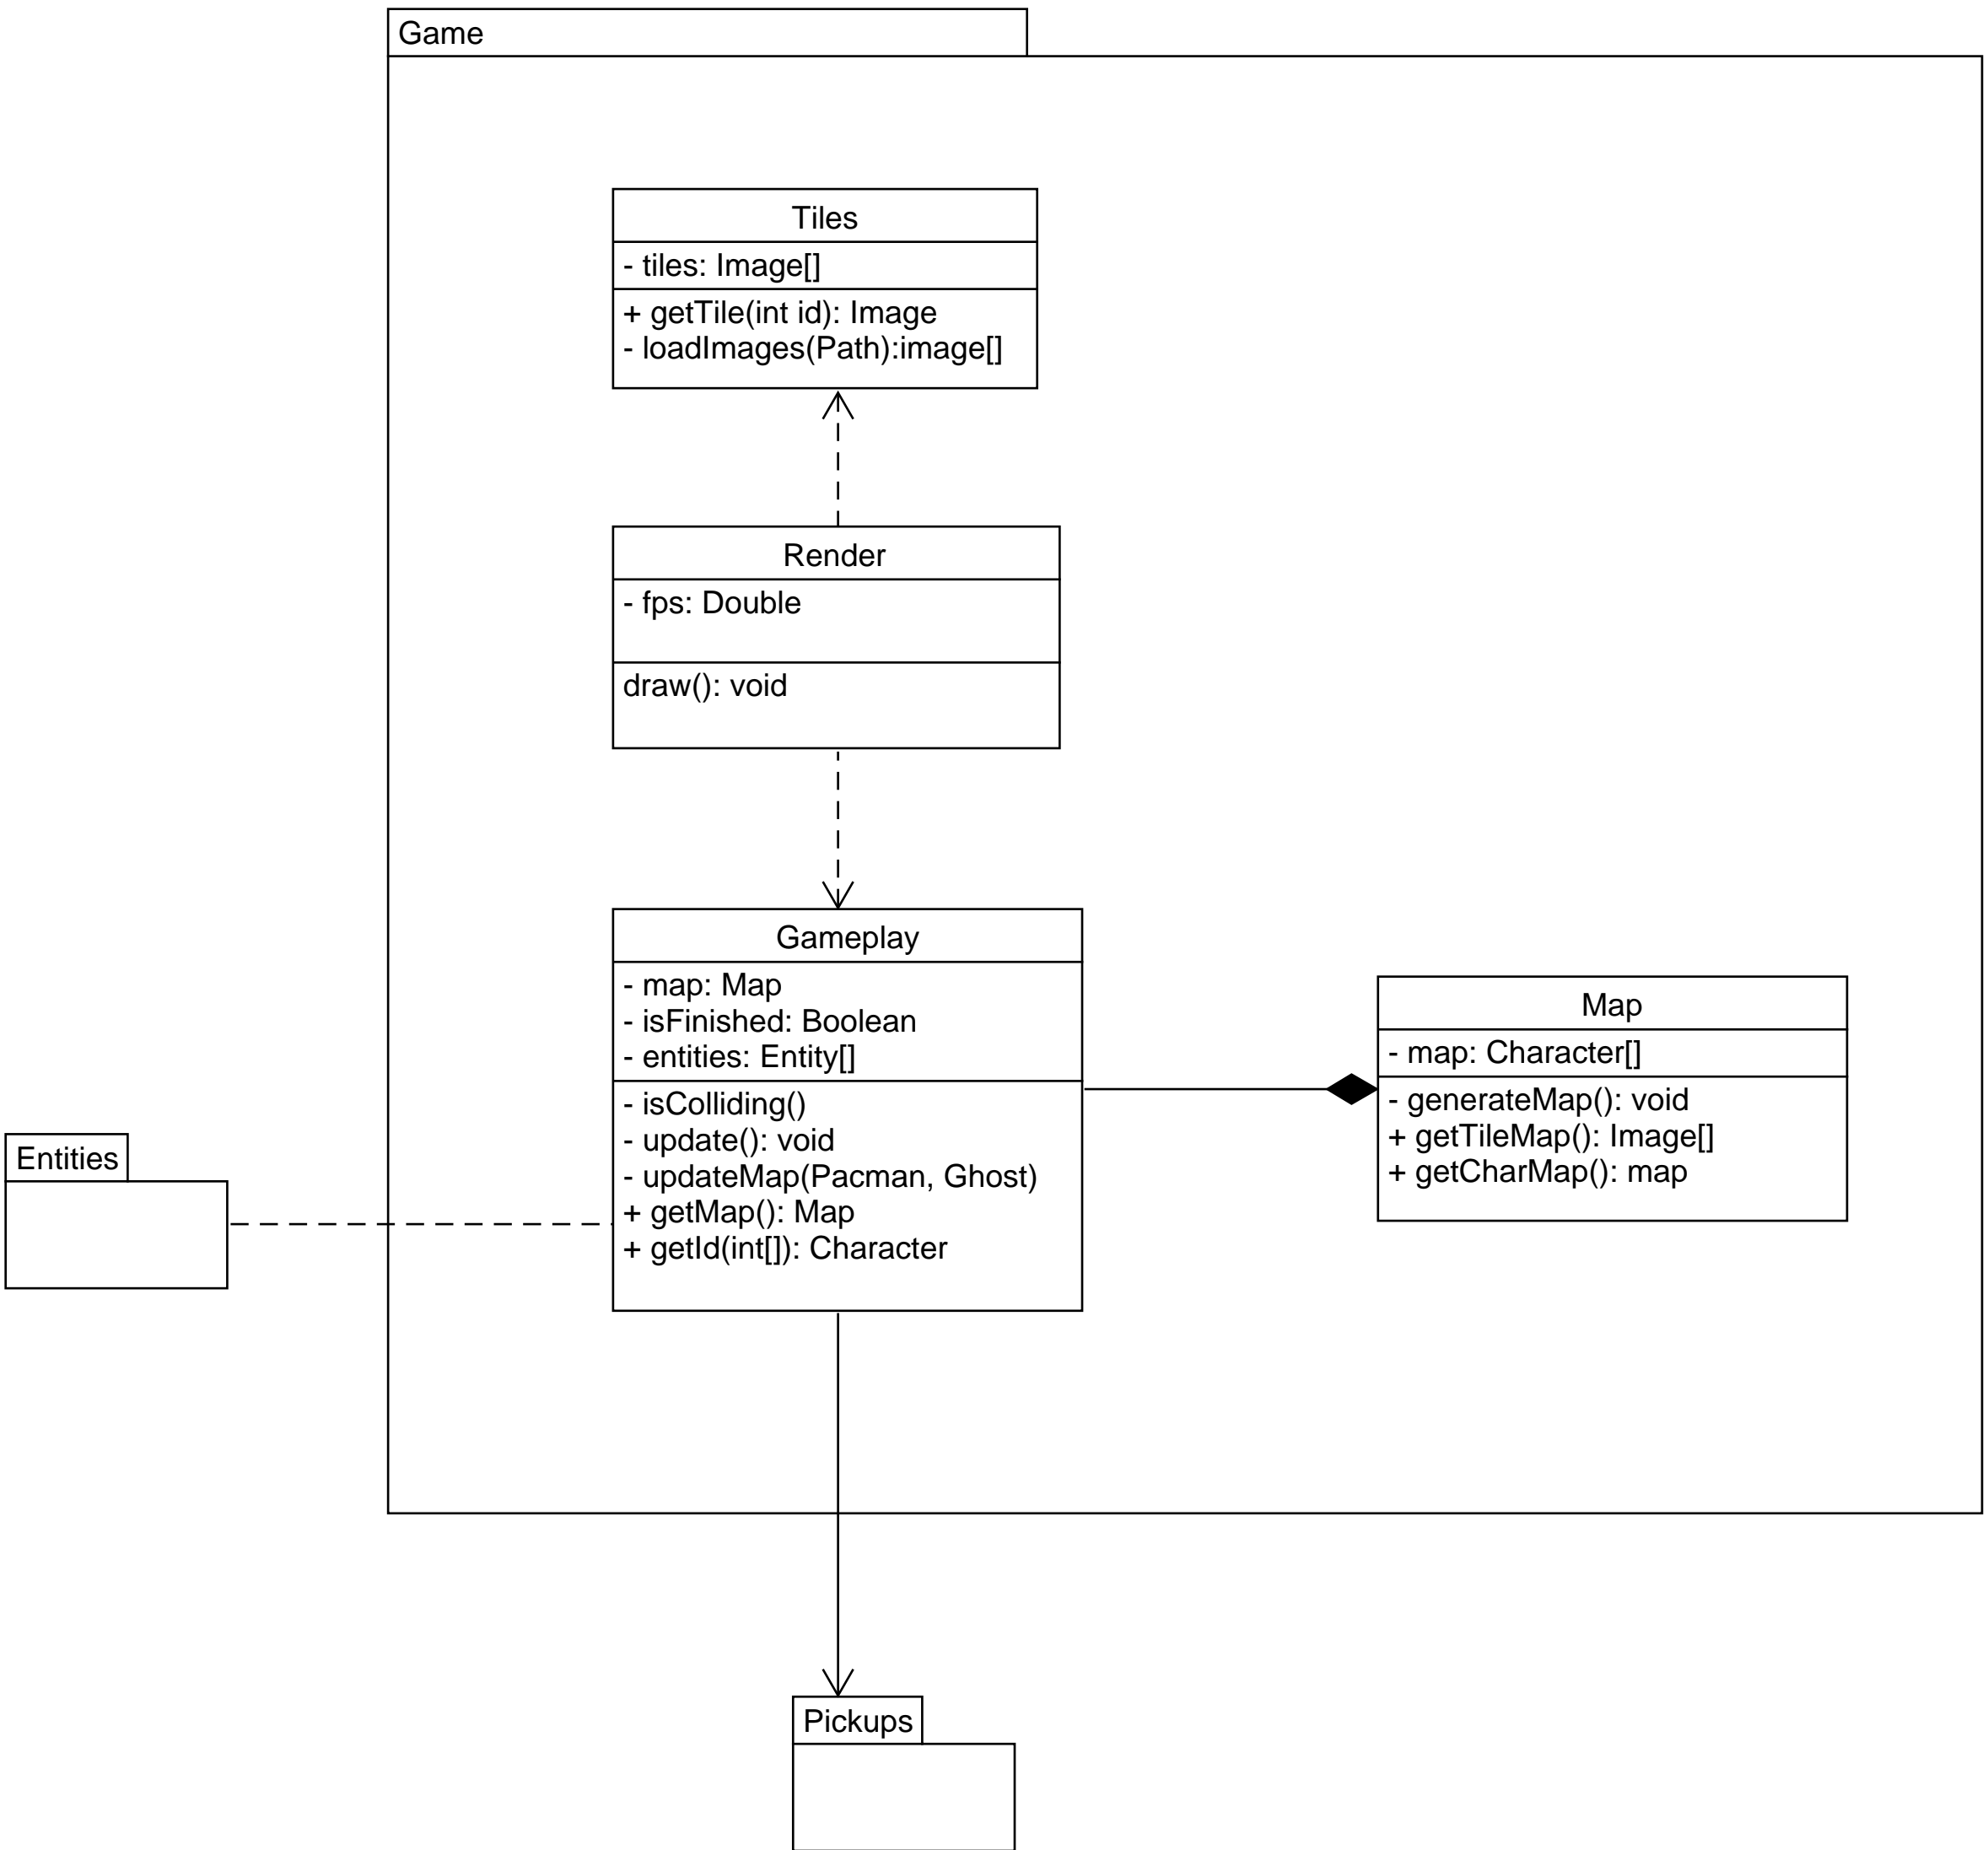 Game
Tiles
- tiles: Image[]
+ getTile(int id): Image
- loadImages(Path):image[]
Render
- fps: Double
draw(): void
Gameplay
- map: Map
- isFinished: Boolean
- entities: Entity[]
- isColliding()
- update(): void
- updateMap(Pacman, Ghost)
+ getMap(): Map
+ getId(int[]): Character
Map
- map: Character[]
- generateMap(): void
+ getTileMap(): Image[]
+ getCharMap(): map
Entities
Pickups